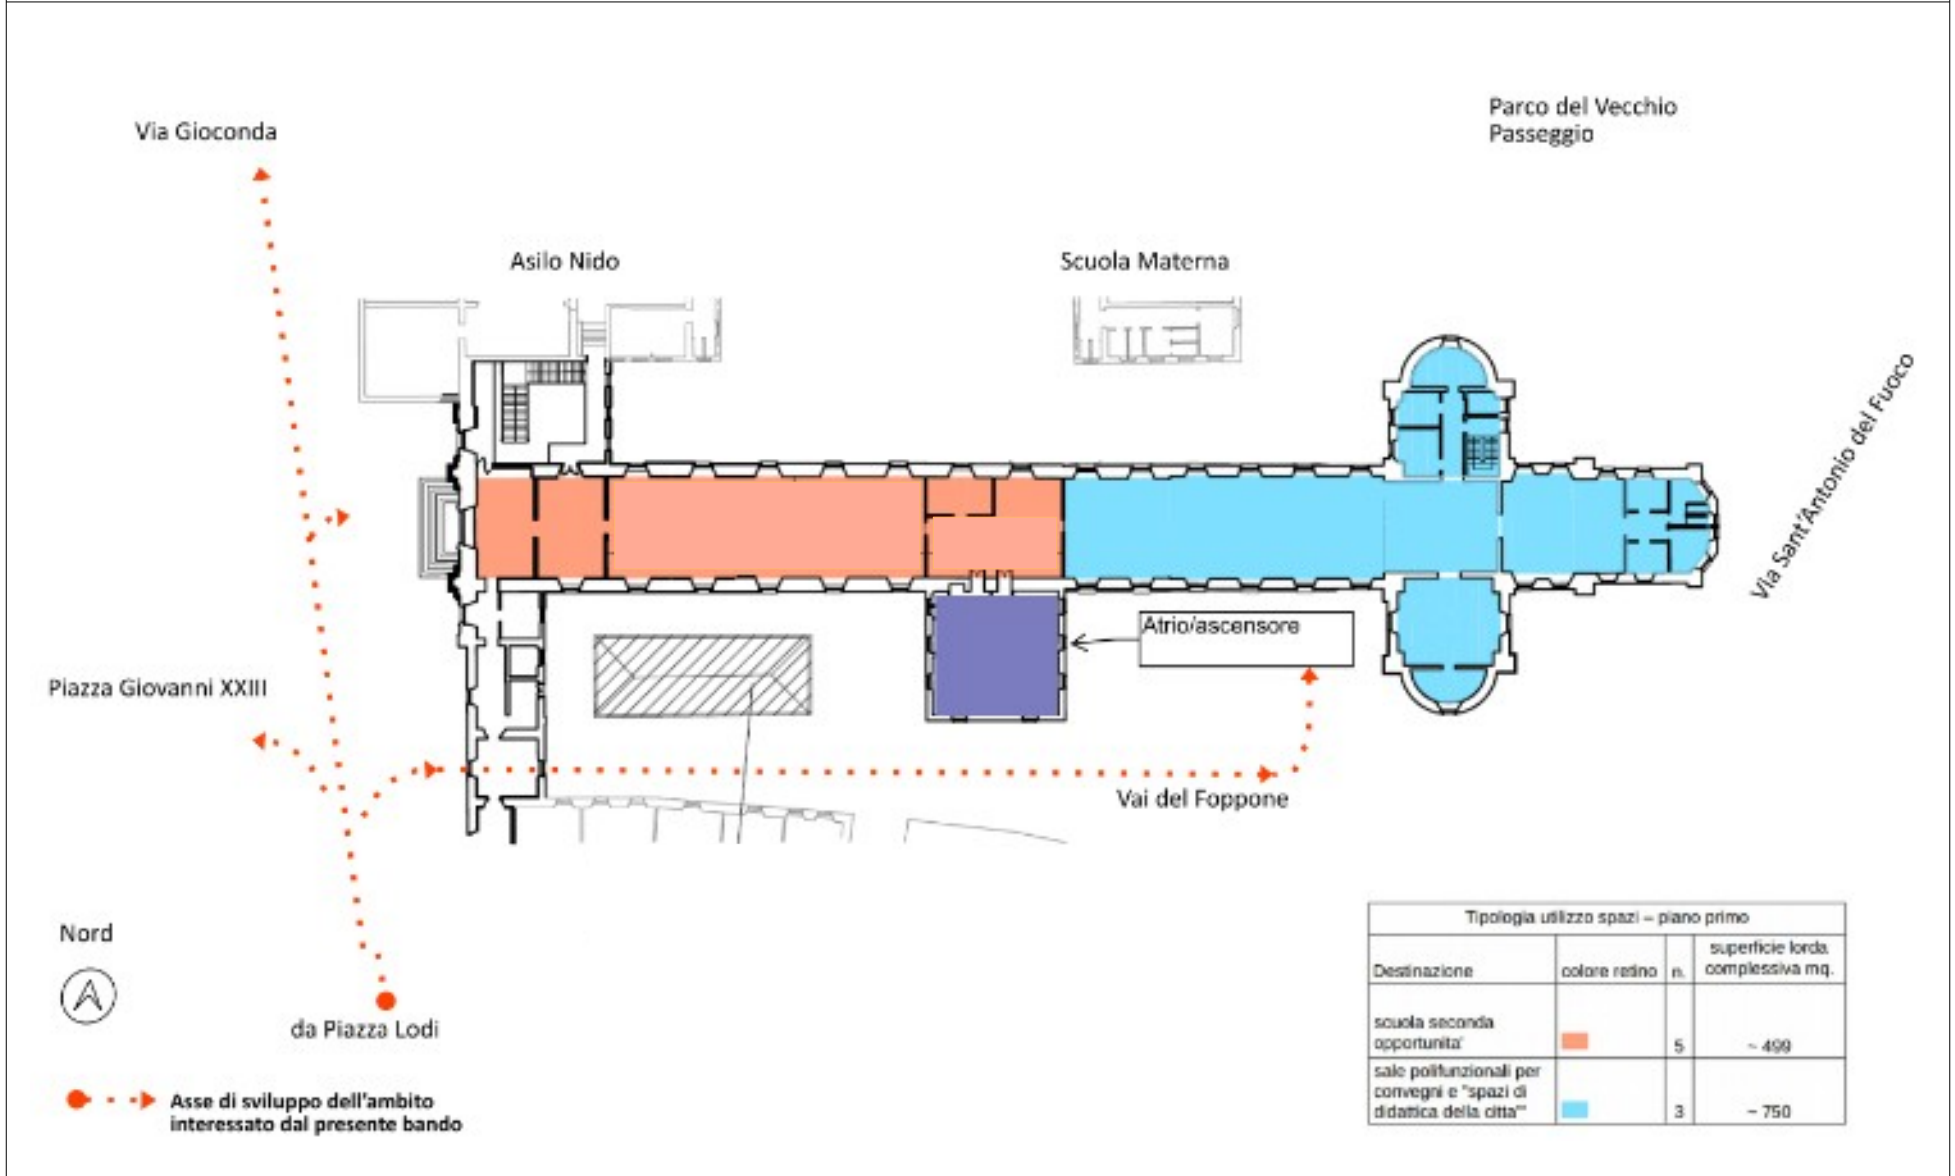 Parco del Vecchio
Passeggio
Via Gioconda
Asilo Nido
Scuola Materna
Via Sant'Antonio del Fuoco
Atrio/ascensore
Piazza Giovanni XXIII
Vai del Foppone
Nord
da Piazza Lodi
Asse di sviluppo dell'ambito
interessato dal presente bando
Tipologia utilizzo spazi – piano primo
Destinazione colore retino n. superficie lorda
complessiva mq.
scuola seconda
opportunita' 5 ~ 499
sale polifunzionali per
convegni e "spazi di
didattica della citta'" 3 ~ 750